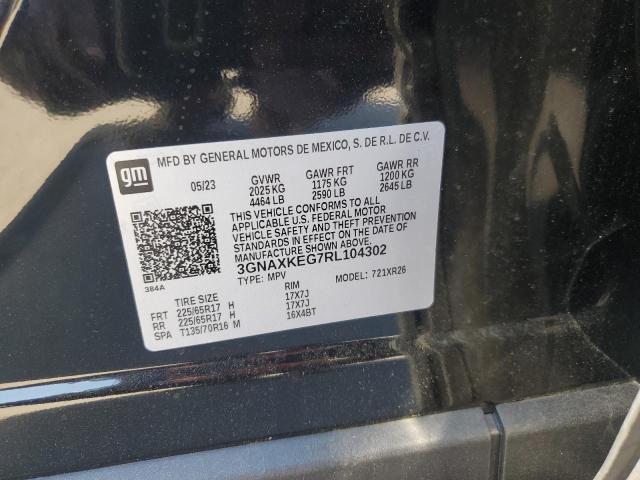 gm
MFD BY GENERAL MOTORS DE MEXICO, S. DE R.L. DE C.V.
05/23 GVWR GAWR FRT GAWR RR
2025 KG 1175 KG 1200 KG
4464 LB 2590 LB 2645 LB
THIS VEHICLE CONFORMS TO ALL
APPLICABLE U.S. FEDERAL MOTOR
VEHICLE SAFETY AND THEFT PREVENTION
STANDARDS IN EFFECT ON THE DATE OF
MANUFACTURE SHOWN ABOVE.
3GNAXKEG7RL104302
384A TYPE: MPV MODEL: 721XR26
TIRE SIZE RIM
FRT 225/65R17 H 17X7J
RR 225/65R17 H 17X7J
SPA T135/70R16 M 16X4BT